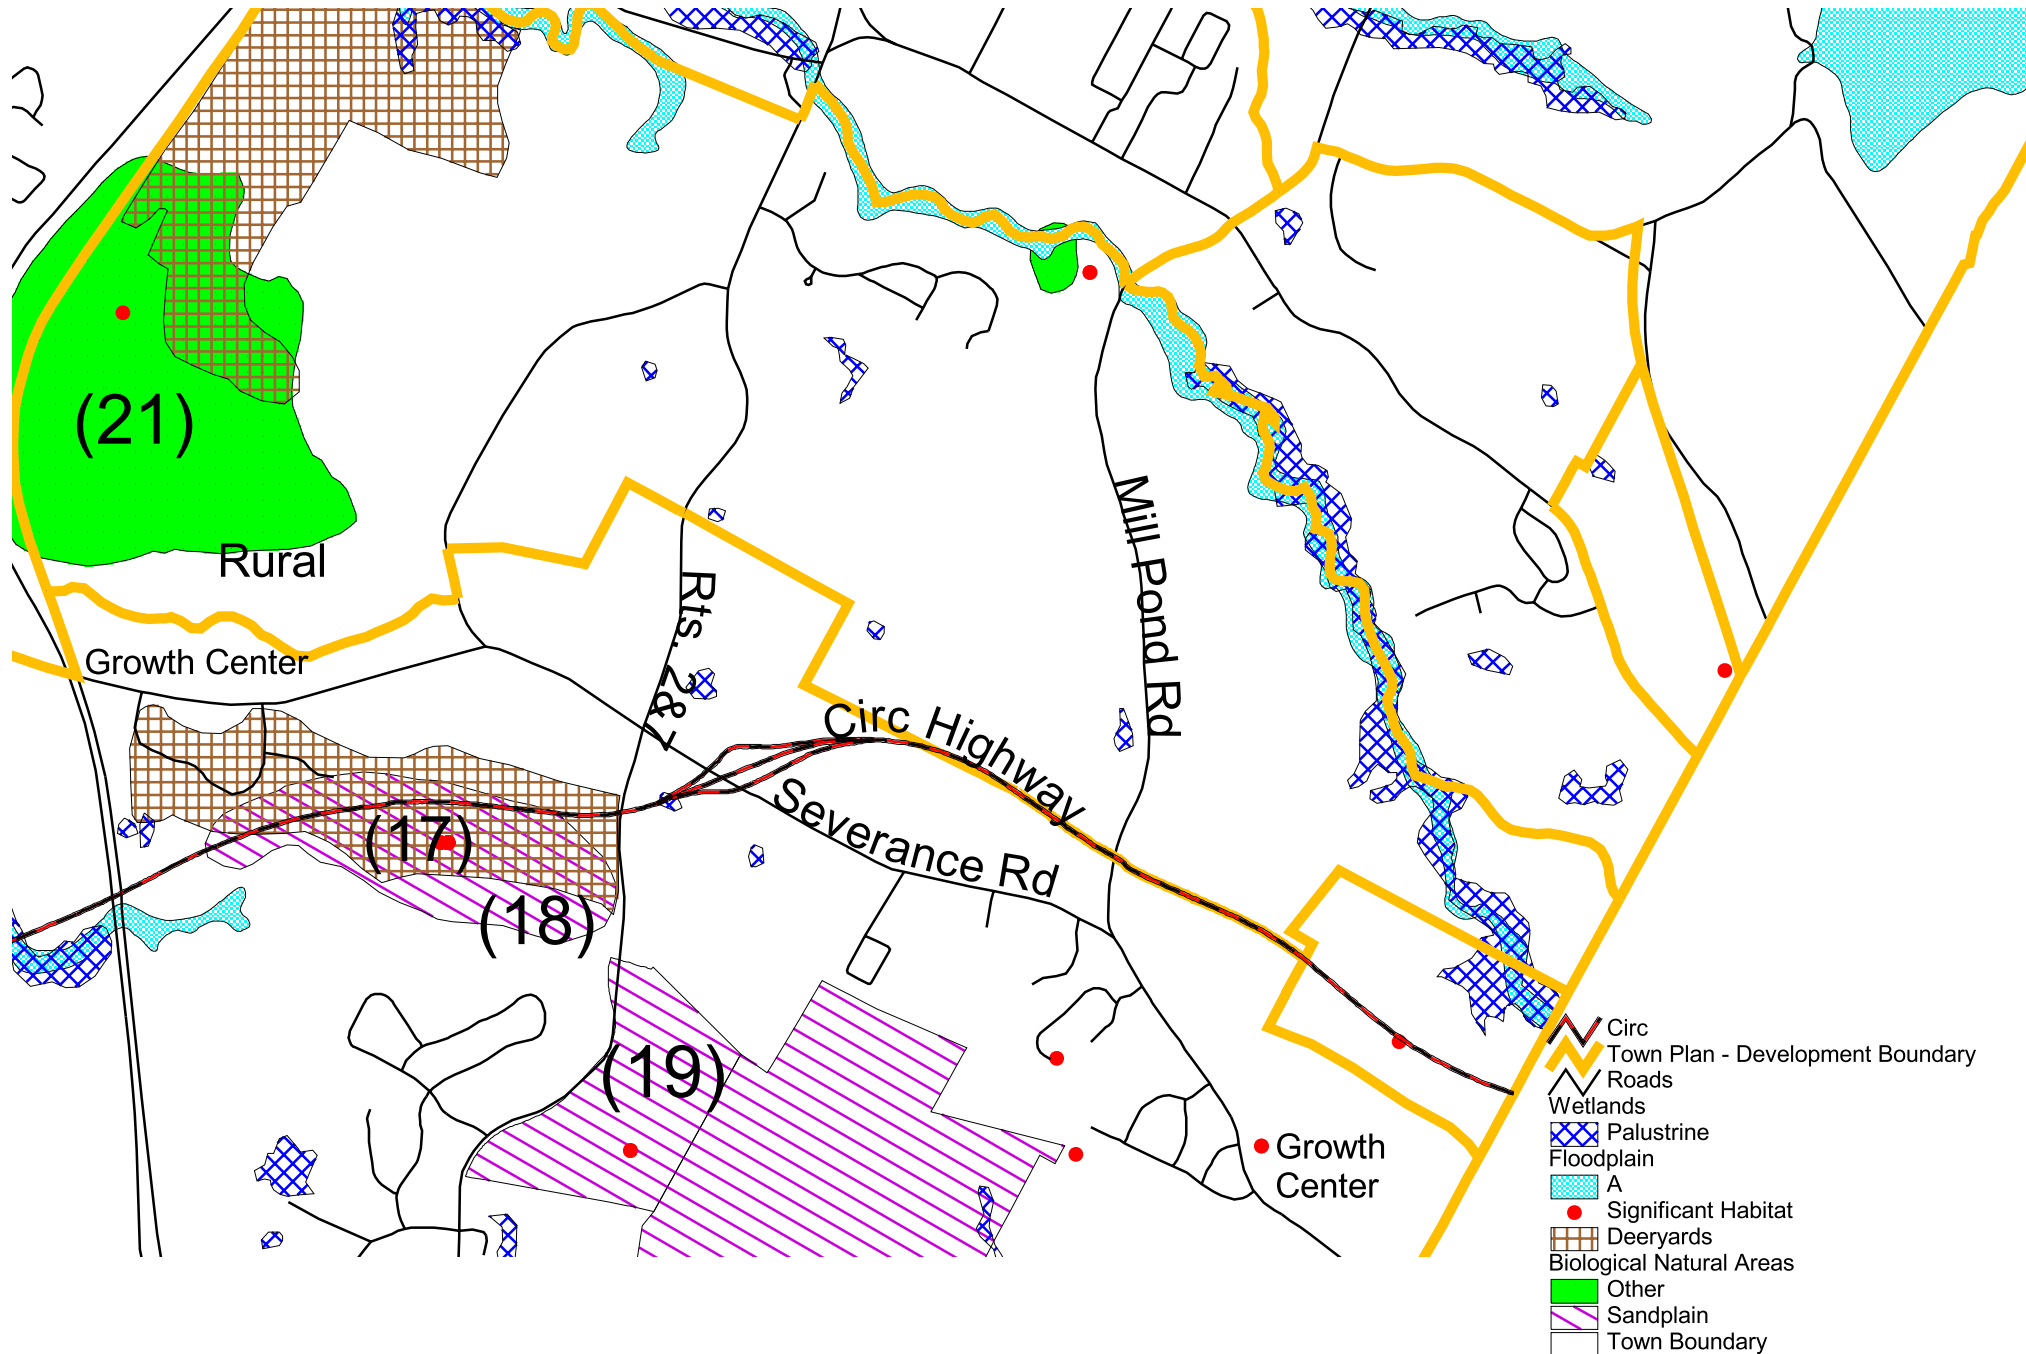 (21)
Rural
Growth Center
Rts. 2&7
Mill Pond Rd
Circ Highway
Severance Rd
(17)
(18)
(19)
Growth
Center
Circ
Town Plan - Development Boundary
Roads
Wetlands
Palustrine
Floodplain
A
Significant Habitat
Deeryards
Biological Natural Areas
Other
Sandplain
Town Boundary